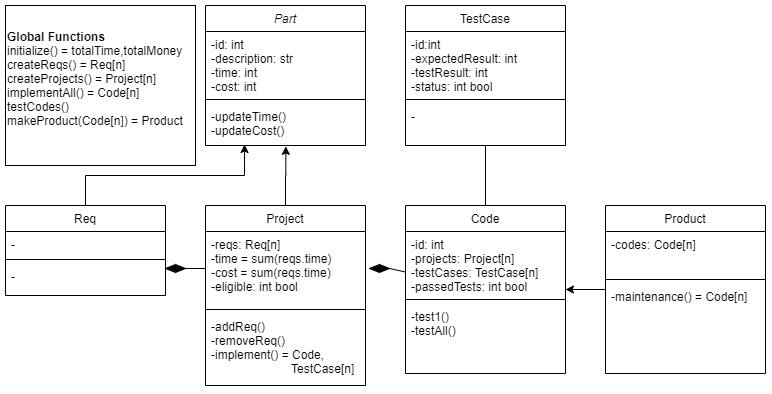 Global Functions
initialize() = totalTime,totalMoney
createReqs() = Req[n]
createProjects() = Project[n]
implementAll() = Code[n]
testCodes()
makeProduct(Code[n]) = Product
Part
-id: int
-description: str
-time: int
-cost: int
-updateTime()
-updateCost()
TestCase
-id:int
-expectedResult: int
-testResult: int
-status: int bool
-
Req
-
-
Project
-reqs: Req[n]
-time = sum(reqs.time)
-cost = sum(reqs.time)
-eligible: int bool
-addReq()
-removeReq()
-implement() = Code,
TestCase[n]
Code
-id: int
-projects: Project[n]
-testCases: TestCase[n]
-passedTests: int bool
-test1()
-testAll()
Product
-codes: Code[n]
-maintenance() = Code[n]